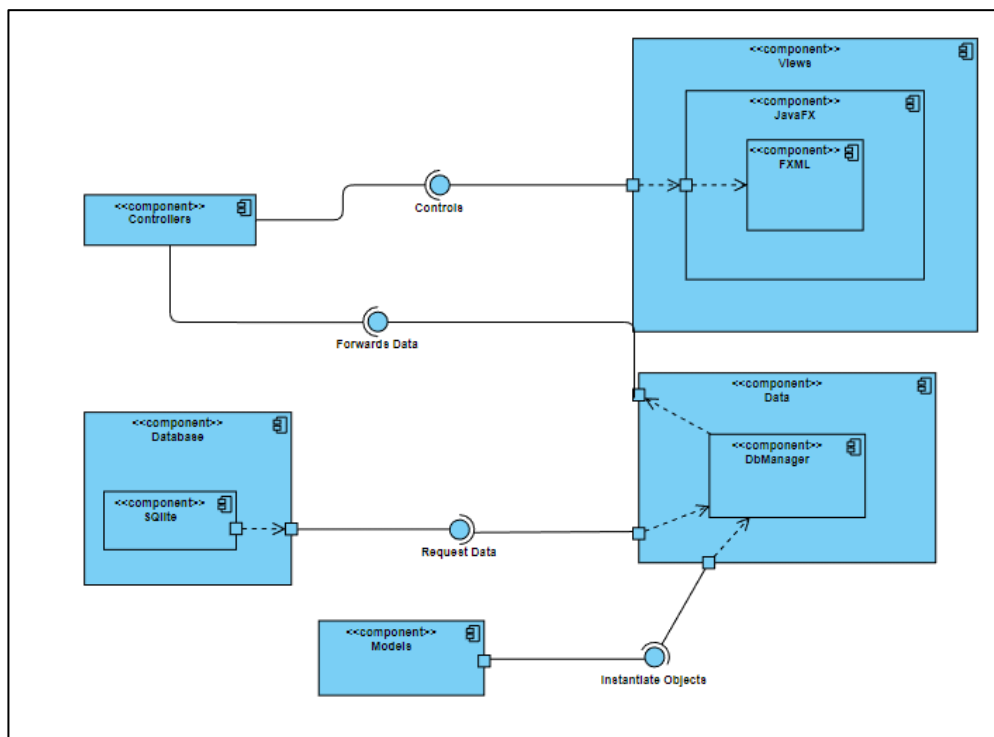 <<component>>
Views
<<component>>
JavaFX
<<component>>
FXML
<<component>>
Controllers
Controls
Forwards Data
<<component>>
Data
<<component>>
DbManager
<<component>>
Database
<<component>>
SQlite
Request Data
<<component>>
Models
Instantiate Objects